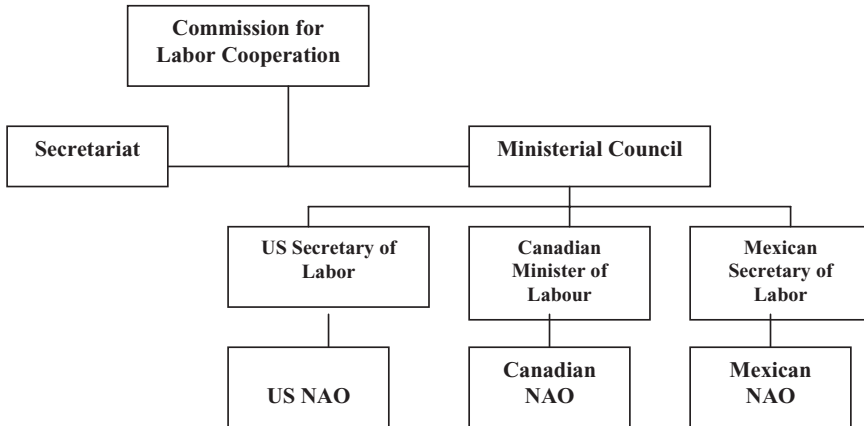 Commission for
Labor Cooperation
Secretariat
Ministerial Council
US Secretary of
Labor
Canadian
Minister of
Labour
Mexican
Secretary of
Labor
US NAO
Canadian
NAO
Mexican
NAO